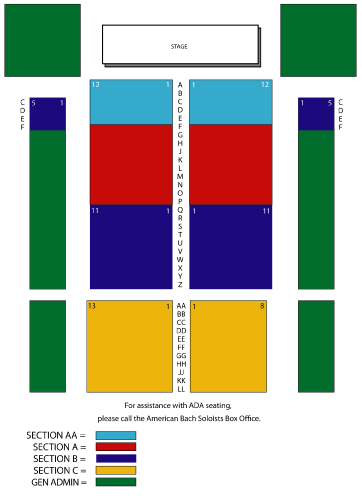 STAGE
12 1 A 1 12
B
C 5 1 C 1 5 C
D D D
E E E
F F F
G
H
J
K
L
M
N
O
P
11 1 Q 1 11
R
S
T
U
V
W
X
Y
Z
13 1 AA 1 8
BB
CC
DD
EE
FF
GG
HH
JJ
KK
LL
For assistance with ADA seating,
please call the American Bach Soloists Box Office.
SECTION AA =
SECTION A =
SECTION B =
SECTION C =
GEN ADMIN =